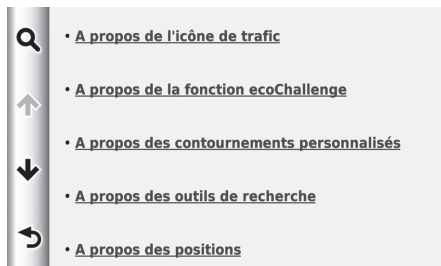 • A propos de l'icône de trafic
• A propos de la fonction ecoChallenge
• A propos des contournements personnalisés
• A propos des outils de recherche
• A propos des positions